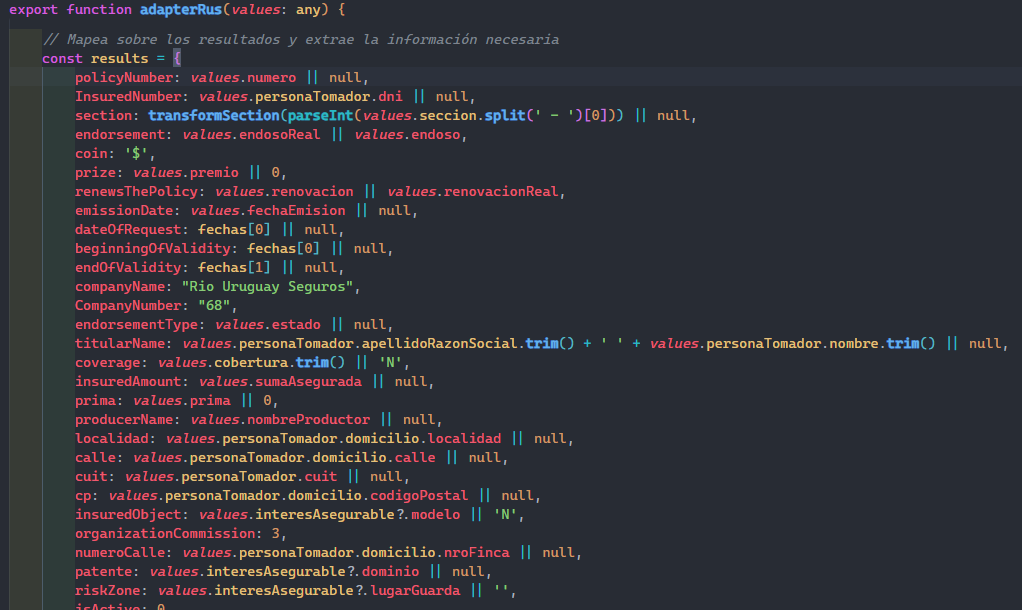 export function adapterRus(values: any) {
// Mapea sobre los resultados y extrae la información necesaria
const results = {
policyNumber: values.numero || null,
InsuredNumber: values.personaTomador.dni || null,
section: transformSection(parseInt(values.seccion.split(' - ')[0])) || null,
endorsement: values.endosoReal || values.endoso,
coin: '$',
prize: values.premio || 0,
renewsThePolicy: values.renovacion || values.renovacionReal,
emissionDate: values.fechaEmision || null,
dateOfRequest: fechas[0] || null,
beginningOfValidity: fechas[0] || null,
endOfValidity: fechas[1] || null,
companyName: "Rio Uruguay Seguros",
CompanyNumber: "68",
endorsementType: values.estado || null,
titularName: values.personaTomador.apellidoRazonSocial.trim() + ' ' + values.personaTomador.nombre.trim() || null,
coverage: values.cobertura.trim() || 'N',
insuredAmount: values.sumaAsegurada || null,
prima: values.prima || 0,
producerName: values.nombreProductor || null,
localidad: values.personaTomador.domicilio.localidad || null,
calle: values.personaTomador.domicilio.calle || null,
cuit: values.personaTomador.cuit || null,
cp: values.personaTomador.domicilio.codigoPostal || null,
insuredObject: values.interesAsegurable?.modelo || 'N',
organizationCommission: 3,
numeroCalle: values.personaTomador.domicilio.nroFinca || null,
patente: values.interesAsegurable?.dominio || null,
riskZone: values.interesAsegurable?.lugarGuarda || '',
isActive: 0